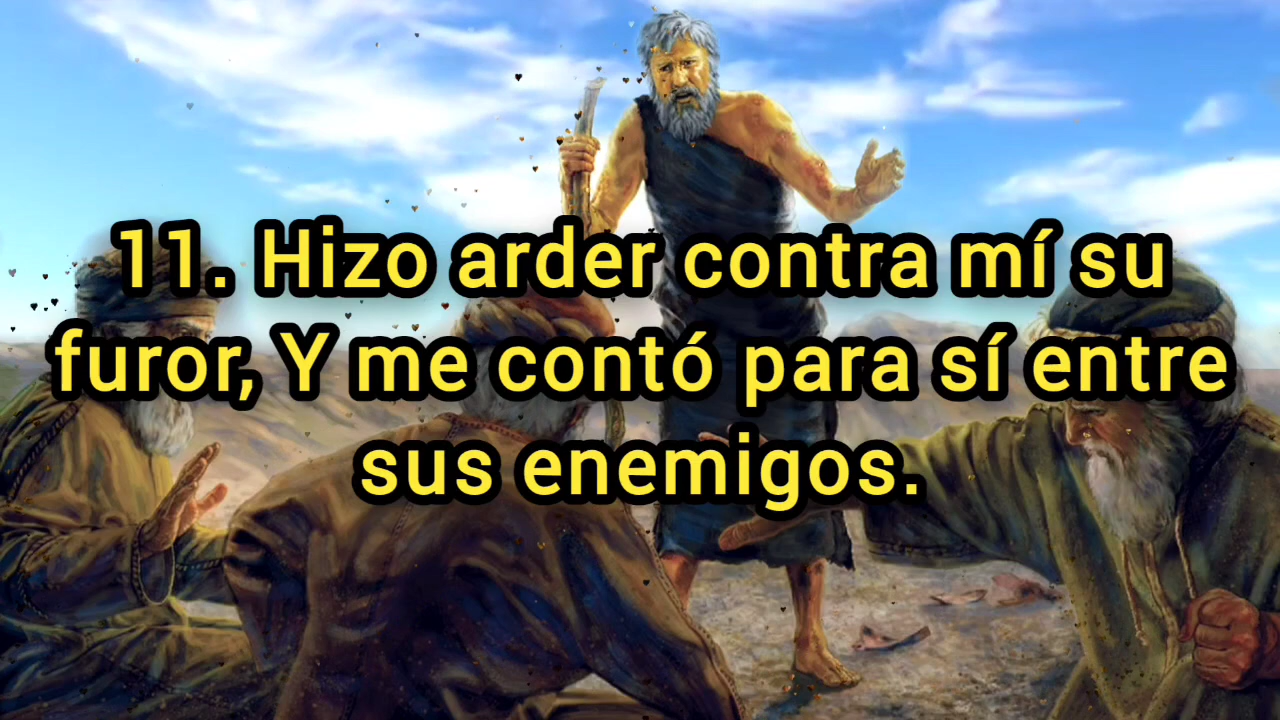 11. Hizo arder contra mí su
furor, Y me contó para sí entre
sus enemigos.